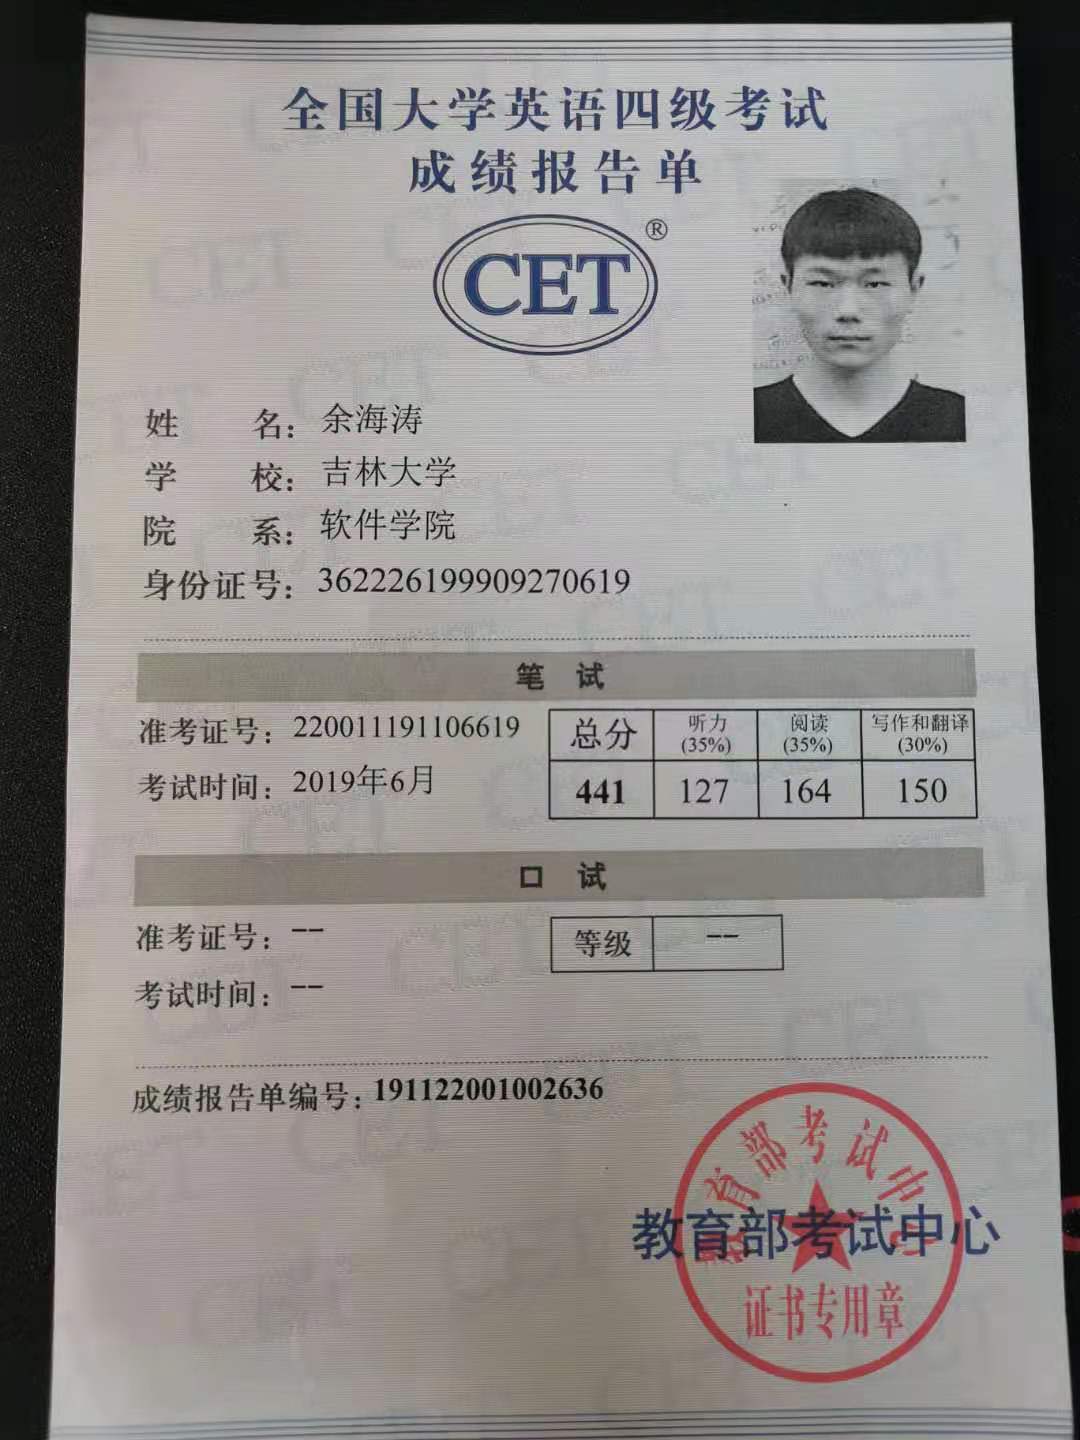 全国大学英语四级考试
成绩报告单
CET®
姓名：余海涛
学校：吉林大学
院系：软件学院
身份证号：362226199909270619
笔试
准考证号：220011191106619
考试时间：2019年6月
总分 听力(35%) 阅读(35%) 写作和翻译(30%)
441 127 164 150
口试
准考证号：--
考试时间：--
等级 --
成绩报告单编号：191122001002636
教育部考试中心
教育部考试中心
证书专用章